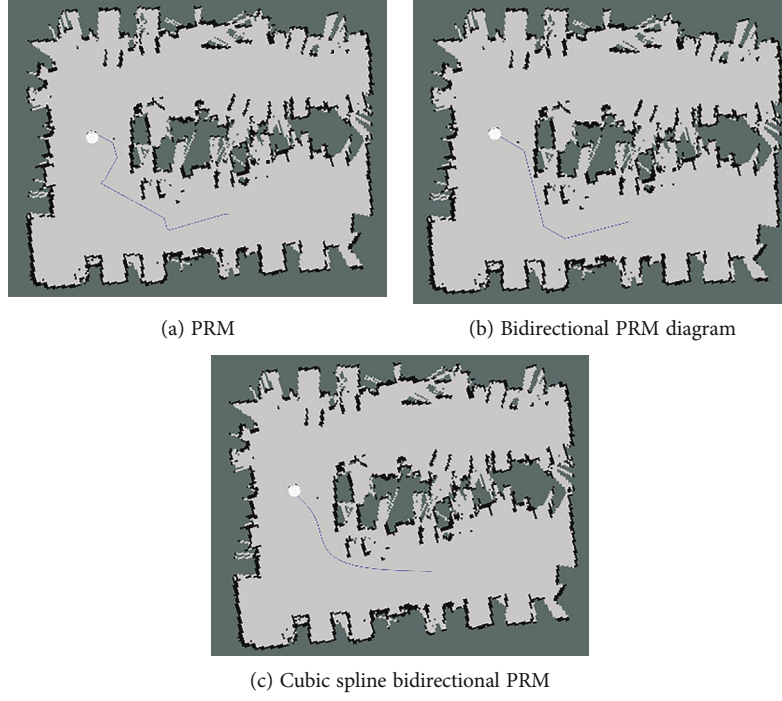 (a) PRM
(b) Bidirectional PRM diagram
(c) Cubic spline bidirectional PRM